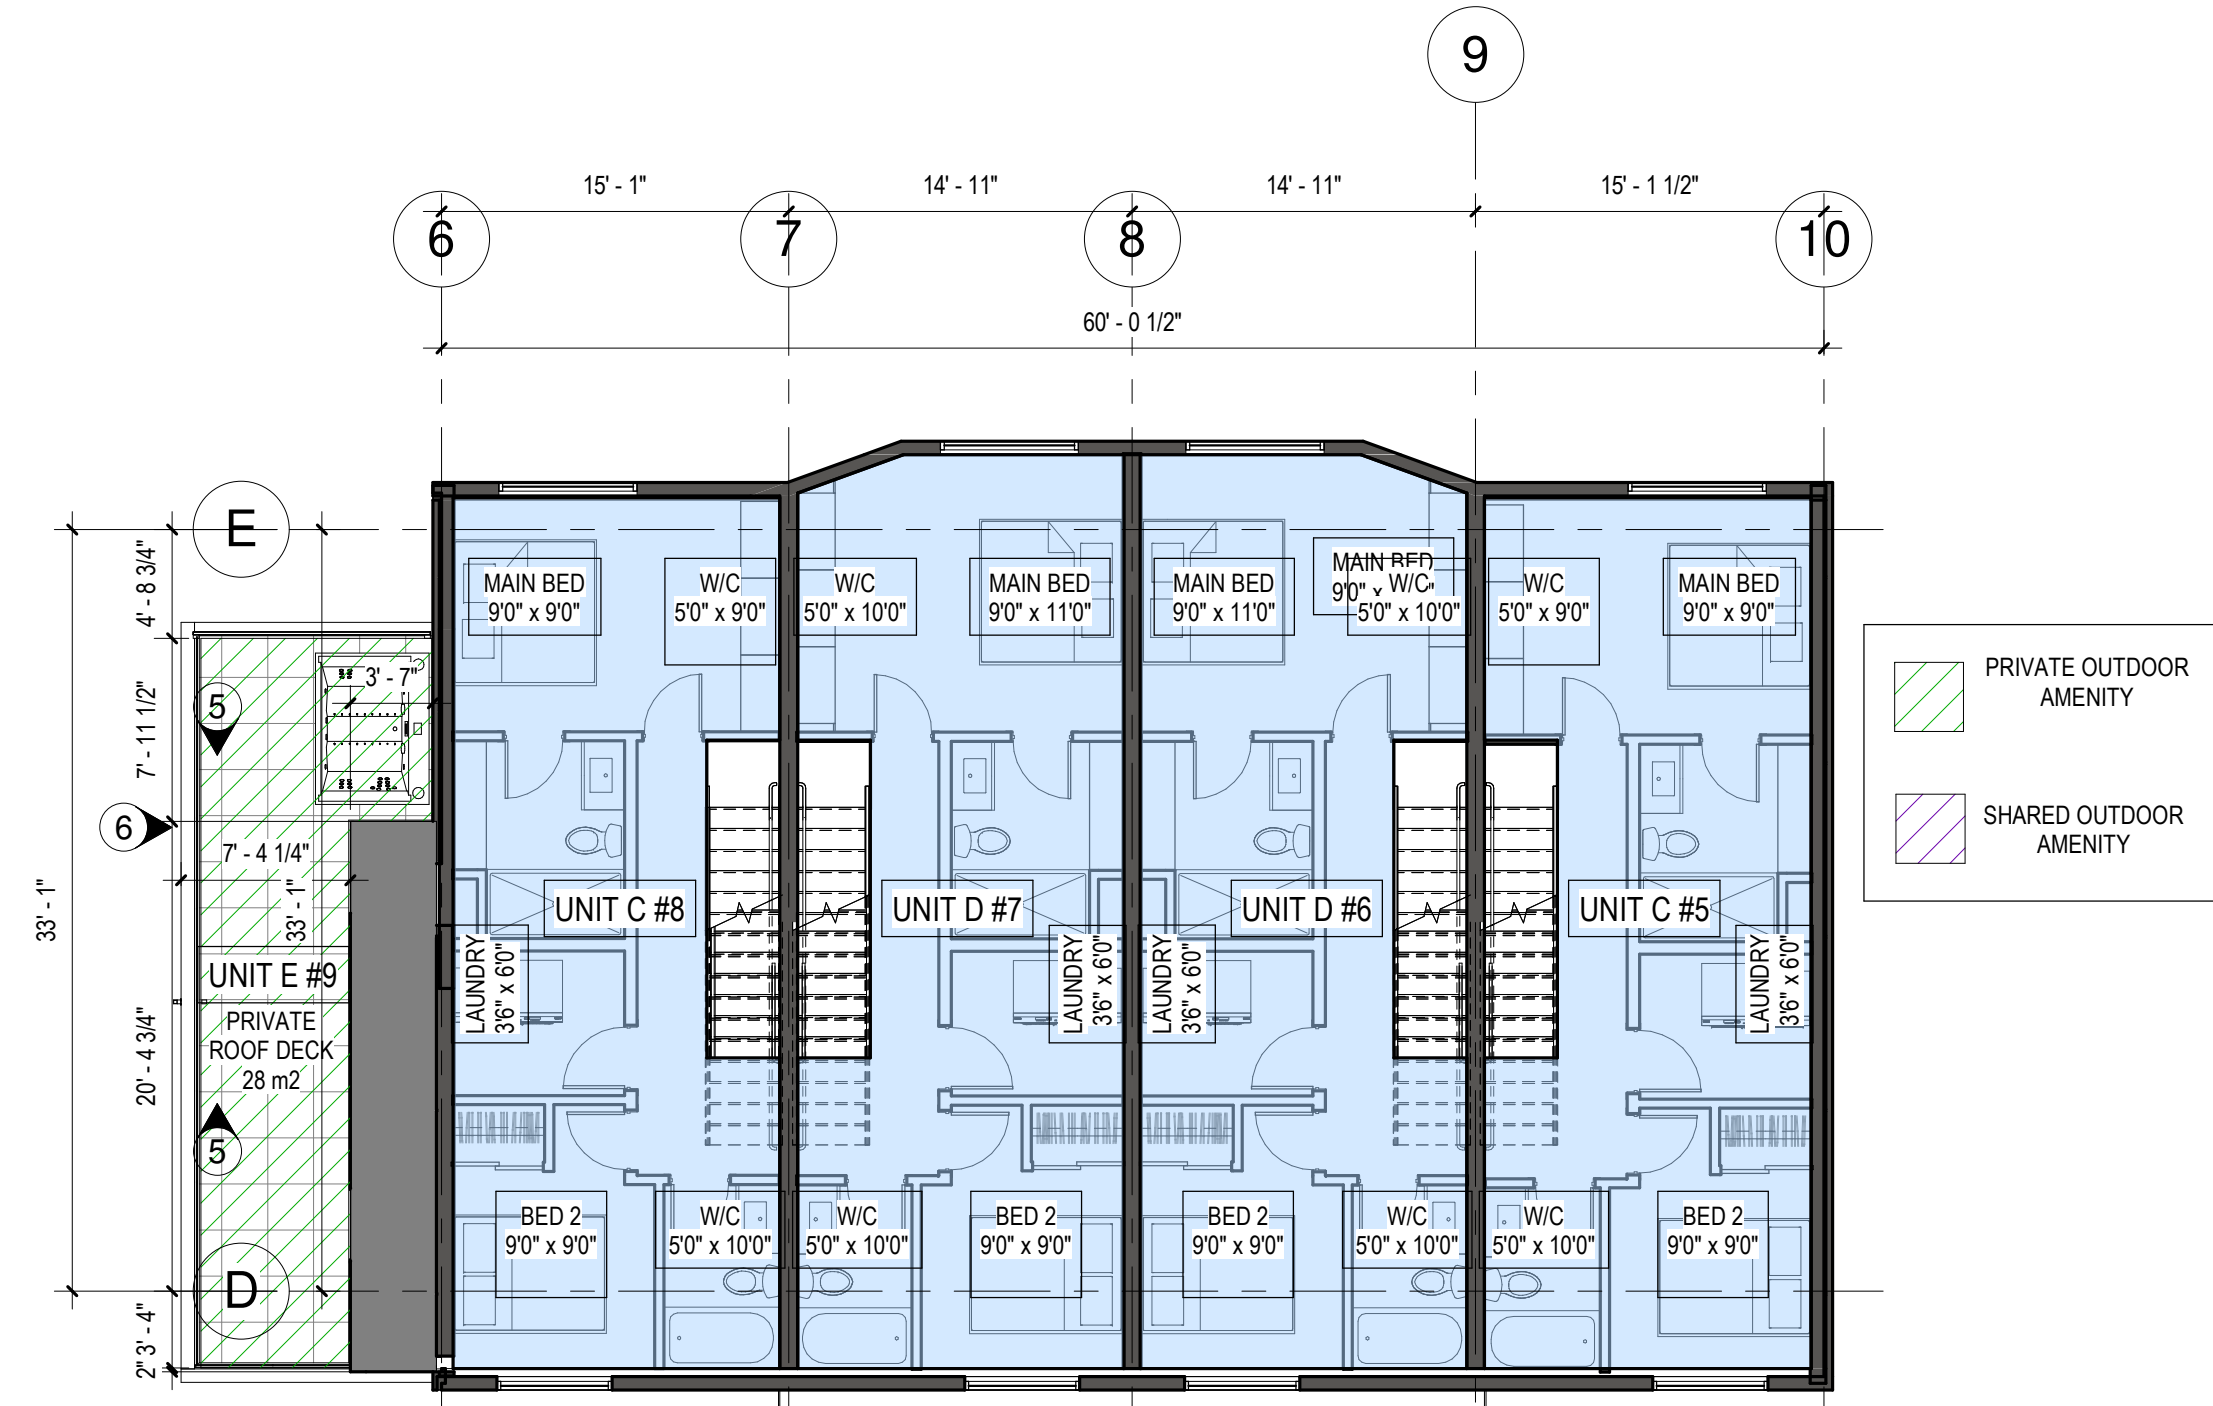 9
15' - 1"
14' - 11"
14' - 11"
15' - 1 1/2"
6
7
8
10
60' - 0 1/2"
E
4' - 8 3/4"
7' - 11 1/2"
33' - 1"
20' - 4 3/4"
3' - 4"
2"
5
3' - 7"
6
7' - 4 1/4"
33' - 1"
UNIT E #9
PRIVATE
ROOF DECK
28 m2
5
D
MAIN BED
9'0" x 9'0"
W/C
5'0" x 9'0"
W/C
5'0" x 10'0"
MAIN BED
9'0" x 11'0"
MAIN BED
9'0" x 11'0"
MAIN BED
9'0" x
W/C
5'0" x 10'0"
W/C
5'0" x 9'0"
MAIN BED
9'0" x 9'0"
UNIT C #8
UNIT D #7
UNIT D #6
UNIT C #5
LAUNDRY
3'6" x 6'0"
LAUNDRY
3'6" x 6'0"
LAUNDRY
3'6" x 6'0"
LAUNDRY
3'6" x 6'0"
BED 2
9'0" x 9'0"
W/C
5'0" x 10'0"
W/C
5'0" x 10'0"
BED 2
9'0" x 9'0"
BED 2
9'0" x 9'0"
W/C
5'0" x 10'0"
W/C
5'0" x 10'0"
BED 2
9'0" x 9'0"
PRIVATE OUTDOOR
AMENITY
SHARED OUTDOOR
AMENITY